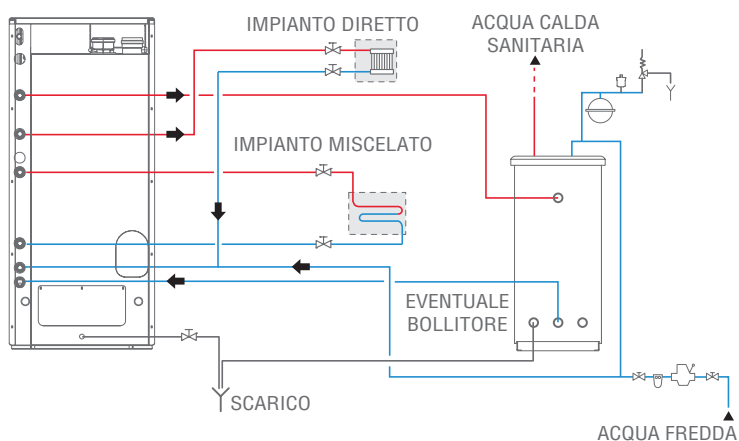 IMPIANTO DIRETTO
ACQUA CALDA
SANITARIA
IMPIANTO MISCELATO
EVENTUALE
BOLLITORE
SCARICO
ACQUA FREDDA